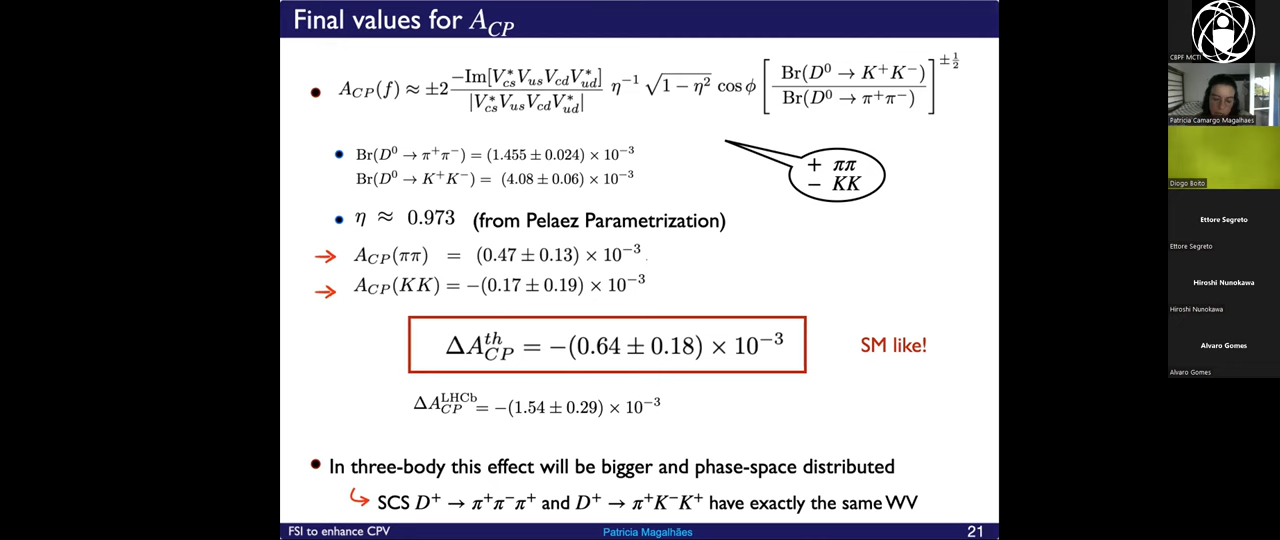 Final values for A_CP
• A_CP(f) ≈ ±2 −Im[V*_cs V_us V_cd V*_ud] / |V*_cs V_us V_cd V*_ud| η⁻¹ √(1 − η²) cosϕ [Br(D⁰ → K⁺K⁻) / Br(D⁰ → π⁺π⁻)]^(±1/2)
• Br(D⁰ → π⁺π⁻) = (1.455 ± 0.024) × 10⁻³
Br(D⁰ → K⁺K⁻) = (4.08 ± 0.06) × 10⁻³
+ ππ
− KK
• η ≈ 0.973 (from Pelaez Parametrization)
→ A_CP(ππ) = (0.47 ± 0.13) × 10⁻³
→ A_CP(KK) = −(0.17 ± 0.19) × 10⁻³
ΔA^th_CP = −(0.64 ± 0.18) × 10⁻³
SM like!
ΔA^LHCb_CP = −(1.54 ± 0.29) × 10⁻³
• In three-body this effect will be bigger and phase-space distributed
↪ SCS D⁺ → π⁺π⁻π⁺ and D⁺ → π⁺K⁻K⁺ have exactly the same WV
FSI to enhance CPV
Patricia Magalhães
21
CBPF MCTI
Patricia Camargo Magalhaes
Diogo Boito
Ettore Segreto
Ettore Segreto
Hiroshi Nunokawa
Hiroshi Nunokawa
Alvaro Gomes
Alvaro Gomes